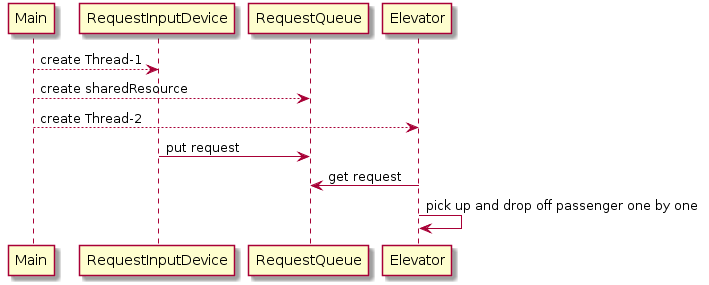 Main RequestInputDevice RequestQueue Elevator
create Thread-1
create sharedResource
create Thread-2
put request
get request
pick up and drop off passenger one by one
Main RequestInputDevice RequestQueue Elevator